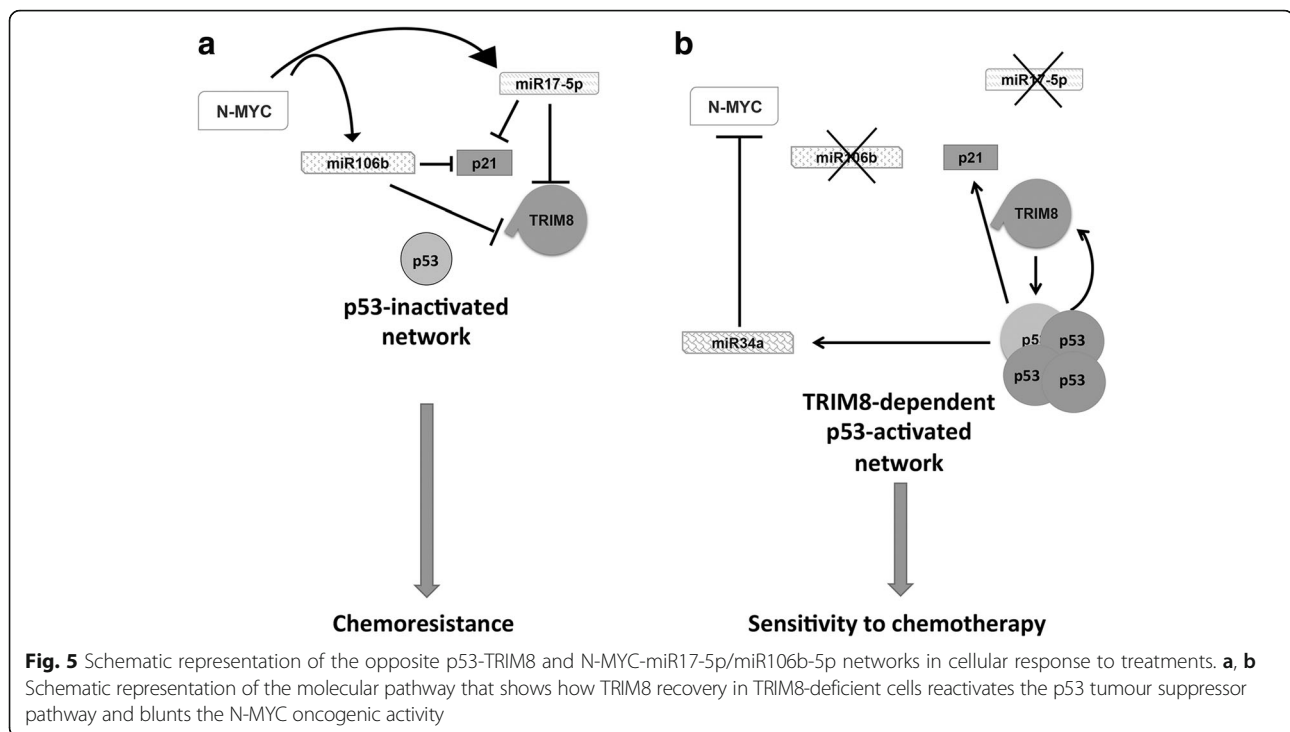 a
N-MYC
miR17-5p
miR106b
p21
TRIM8
p53
p53-inactivated
network
Chemoresistance
b
N-MYC
miR17-5p
miR106b
p21
TRIM8
miR34a
p5
p53
p53
p53
TRIM8-dependent
p53-activated
network
Sensitivity to chemotherapy
Fig. 5 Schematic representation of the opposite p53-TRIM8 and N-MYC-miR17-5p/miR106b-5p networks in cellular response to treatments. a, b
Schematic representation of the molecular pathway that shows how TRIM8 recovery in TRIM8-deficient cells reactivates the p53 tumour suppressor
pathway and blunts the N-MYC oncogenic activity